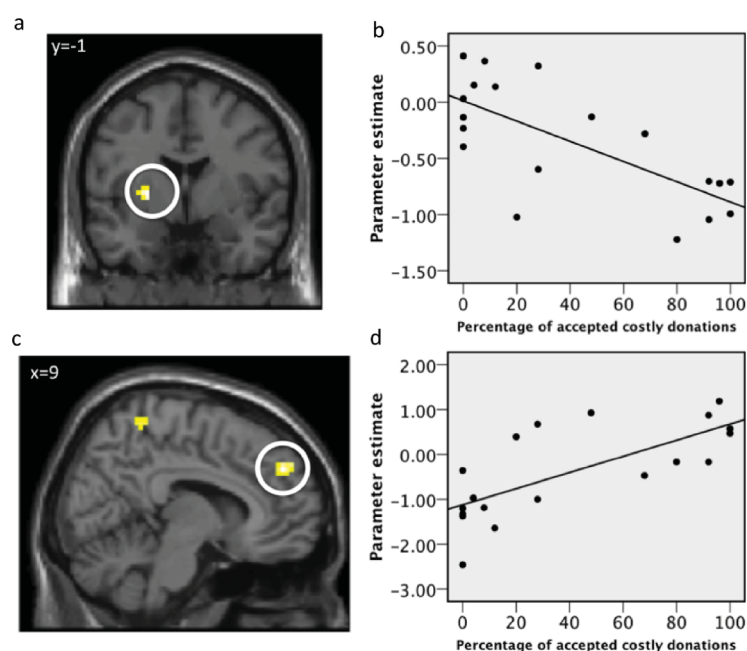 a
y=-1
b
0.50
0.00
−0.50
−1.00
−1.50
Parameter estimate
0 20 40 60 80 100
Percentage of accepted costly donations
c
x=9
d
2.00
1.00
0.00
−1.00
−2.00
−3.00
Parameter estimate
0 20 40 60 80 100
Percentage of accepted costly donations